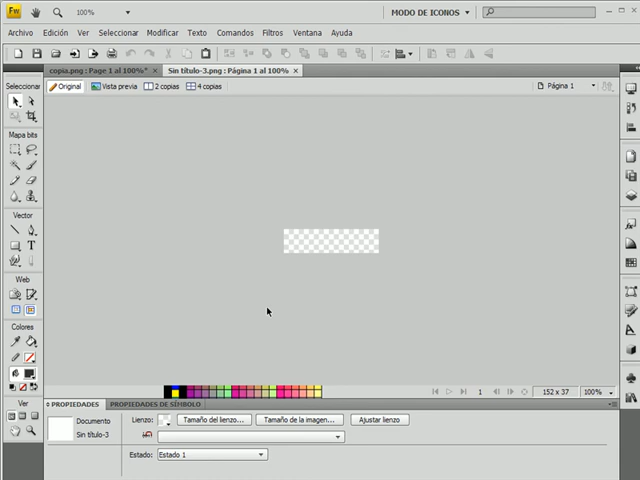 Fw 100% MODO DE ICONOS
Archivo Edición Ver Seleccionar Modificar Texto Comandos Filtros Ventana Ayuda
copia.png : Page 1 al 100%* × Sin título-3.png : Página 1 al 100% ×
Original Vista previa 2 copias 4 copias Página 1
Seleccionar
Mapa bits
Vector
T
Web
Colores
Ver
1 152 x 37 100%
PROPIEDADES PROPIEDADES DE SÍMBOLO
Documento Lienzo: Tamaño del lienzo... Tamaño de la imagen... Ajustar lienzo
Sin título-3
Estado: Estado 1